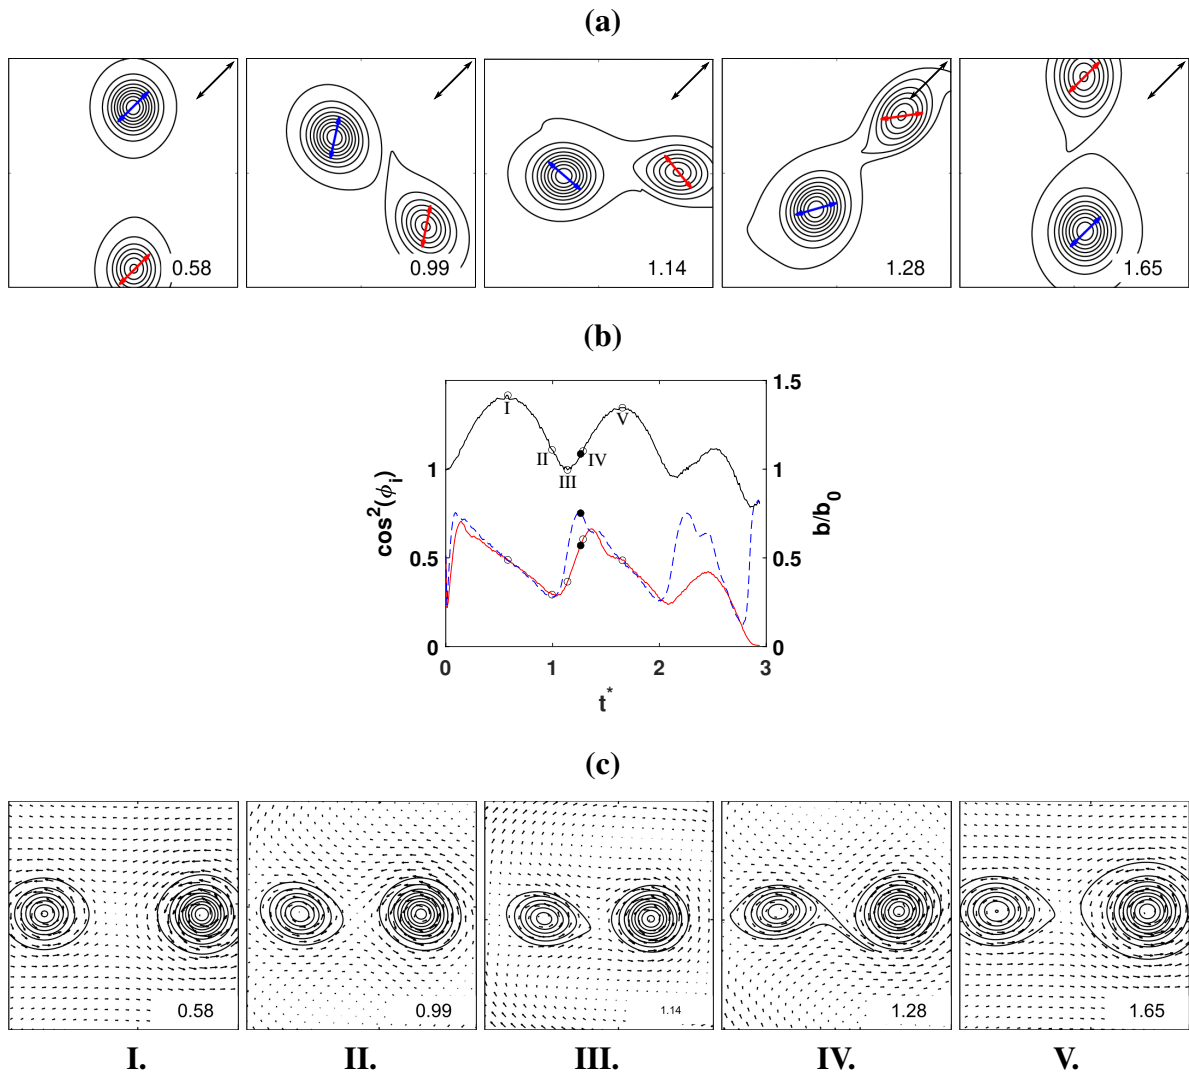 (a)
0.58 0.99 1.14 1.28 1.65
(b)
1.5
I V
II IV
1 1
III
cos²(ϕᵢ) b/b₀
0.5 0.5
0 0
0 1 2 3
t*
(c)
0.58 0.99 1.14 1.28 1.65
I. II. III. IV. V.